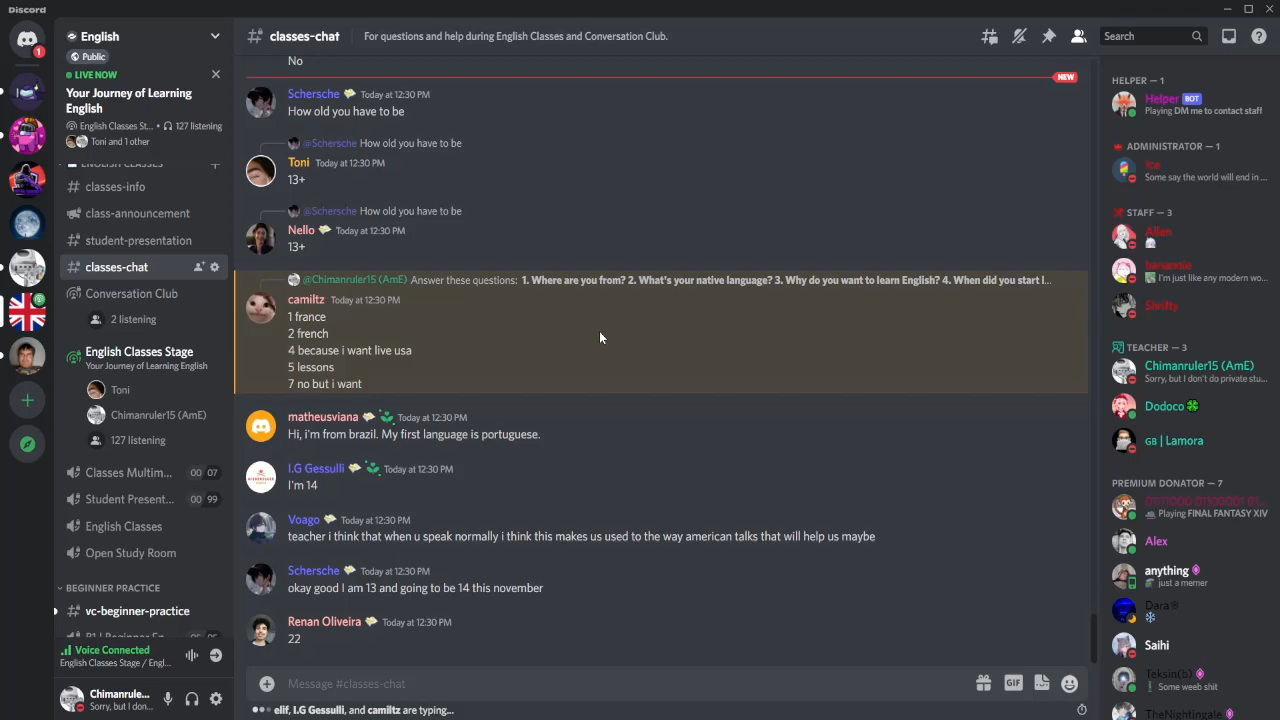 Discord
English
Public
LIVE NOW
Your Journey of Learning
English
English Classes St... • 127 listening
Toni and 1 other
ENGLISH CLASSES
classes-info
class-announcement
student-presentation
classes-chat
Conversation Club
2 listening
English Classes Stage
Your Journey of Learning English
Toni
Chimanruler15 (AmE)
127 listening
Classes Multim... 00 07
Student Present... 00 99
English Classes
Open Study Room
BEGINNER PRACTICE
vc-beginner-practice
Voice Connected
English Classes Stage / Engl...
Chimanrule...
Sorry, but I don...
1
classes-chat For questions and help during English Classes and Conversation Club.
Search
No
NEW
Schersche Today at 12:30 PM
How old you have to be
@Schersche How old you have to be
Toni Today at 12:30 PM
13+
@Schersche How old you have to be
Nello Today at 12:30 PM
13+
@Chimanruler15 (AmE) Answer these questions: 1. Where are you from? 2. What's your native language? 3. Why do you want to learn English? 4. When did you start l...
camiltz Today at 12:30 PM
1 france
2 french
4 because i want live usa
5 lessons
7 no but i want
matheusviana Today at 12:30 PM
Hi, i'm from brazil. My first language is portuguese.
I.G Gessulli Today at 12:30 PM
I'm 14
Voago Today at 12:30 PM
teacher i think that when u speak normally i think this makes us used to the way american talks that will help us maybe
Schersche Today at 12:30 PM
okay good I am 13 and going to be 14 this november
Renan Oliveira Today at 12:30 PM
22
Message #classes-chat
GIF
elif, I.G Gessulli, and camiltz are typing...
HELPER — 1
Helper BOT
Playing DM me to contact staff
ADMINISTRATOR — 1
Ice
Some say the world will end in ...
STAFF — 3
Allen
I'm just like any modern wo...
Shrifty
TEACHER — 3
Chimanruler15 (AmE)
Sorry, but I don't do private stu...
Dodoco
GB | Lamora
PREMIUM DONATOR — 7
Playing FINAL FANTASY XIV
Alex
anything
just a memer
Dara
Saihi
Teksin(b)
Some weeb shit
TheNightingale